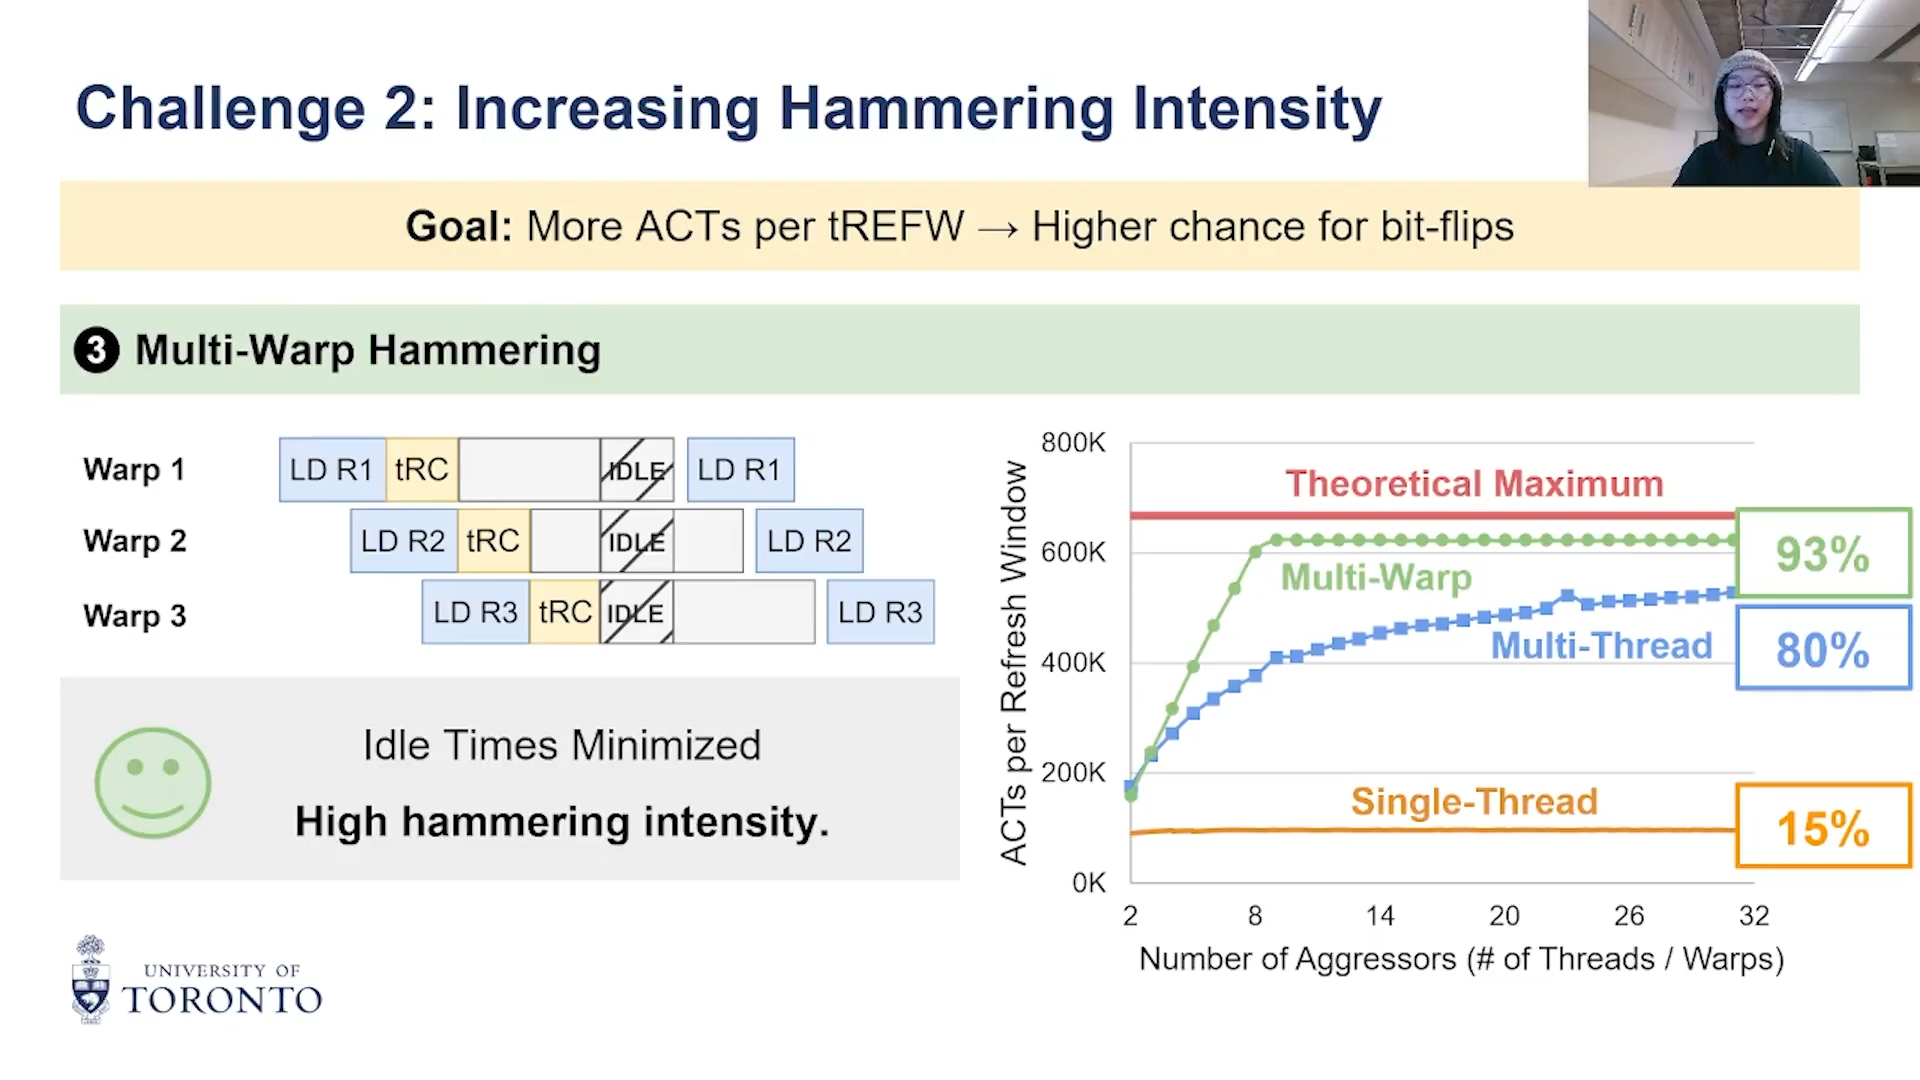 Challenge 2: Increasing Hammering Intensity
Goal: More ACTs per tREFW → Higher chance for bit-flips
3 Multi-Warp Hammering
Warp 1 LD R1 tRC IDLE LD R1
Warp 2 LD R2 tRC IDLE LD R2
Warp 3 LD R3 tRC IDLE LD R3
Idle Times Minimized
High hammering intensity.
UNIVERSITY OF
TORONTO
ACTs per Refresh Window
800K
600K
400K
200K
0K
Theoretical Maximum
Multi-Warp
93%
Multi-Thread
80%
Single-Thread
15%
2 8 14 20 26 32
Number of Aggressors (# of Threads / Warps)